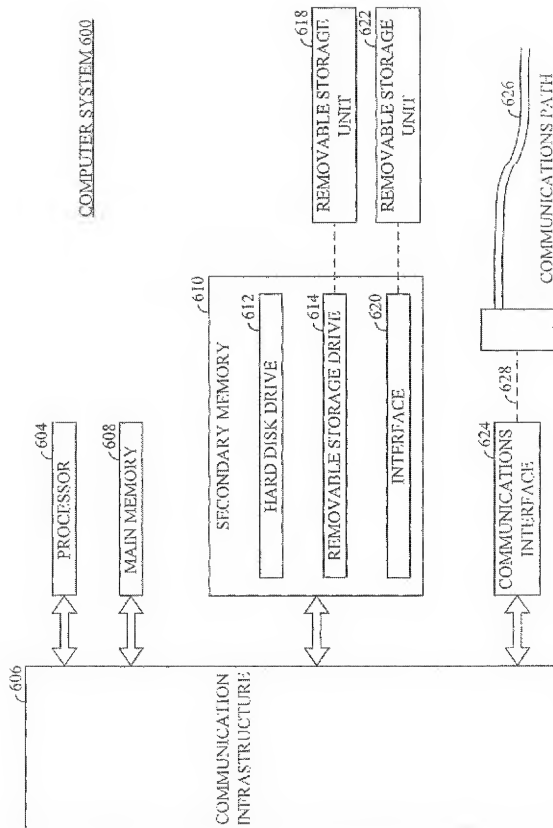 COMPUTER SYSTEM 600
606
COMMUNICATION
INFRASTRUCTURE
604
PROCESSOR
608
MAIN MEMORY
610
SECONDARY MEMORY
612
HARD DISK DRIVE
614
REMOVABLE STORAGE DRIVE
620
INTERFACE
618
REMOVABLE STORAGE
UNIT
622
REMOVABLE STORAGE
UNIT
624
COMMUNICATIONS
INTERFACE
628
626
COMMUNICATIONS PATH